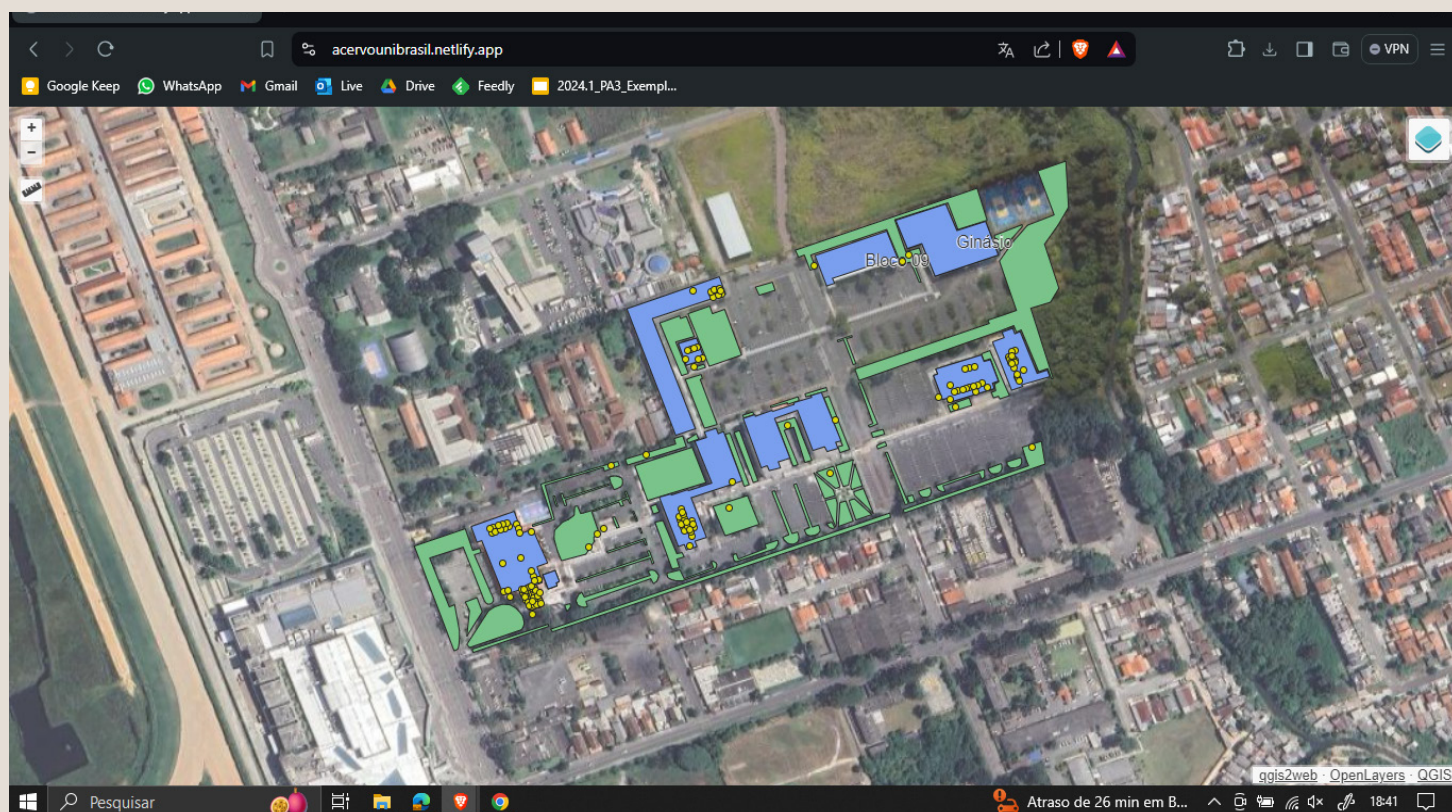 acervounibrasil.netlify.app
VPN
Google Keep WhatsApp Gmail Live Drive Feedly 2024.1_PA3_Exempl...
+
−
Ginásio
Bloco 09
qgis2web · OpenLayers · QGIS
Pesquisar
Atraso de 26 min em B...
18:41